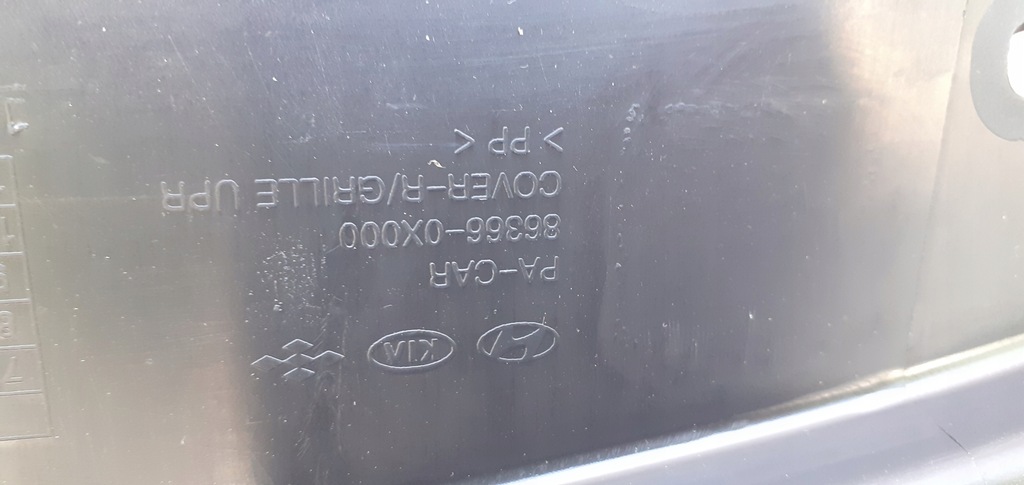 KIA
PA-CAR
86366-0X000
COVER-R/GRILLE UPR
> PP <